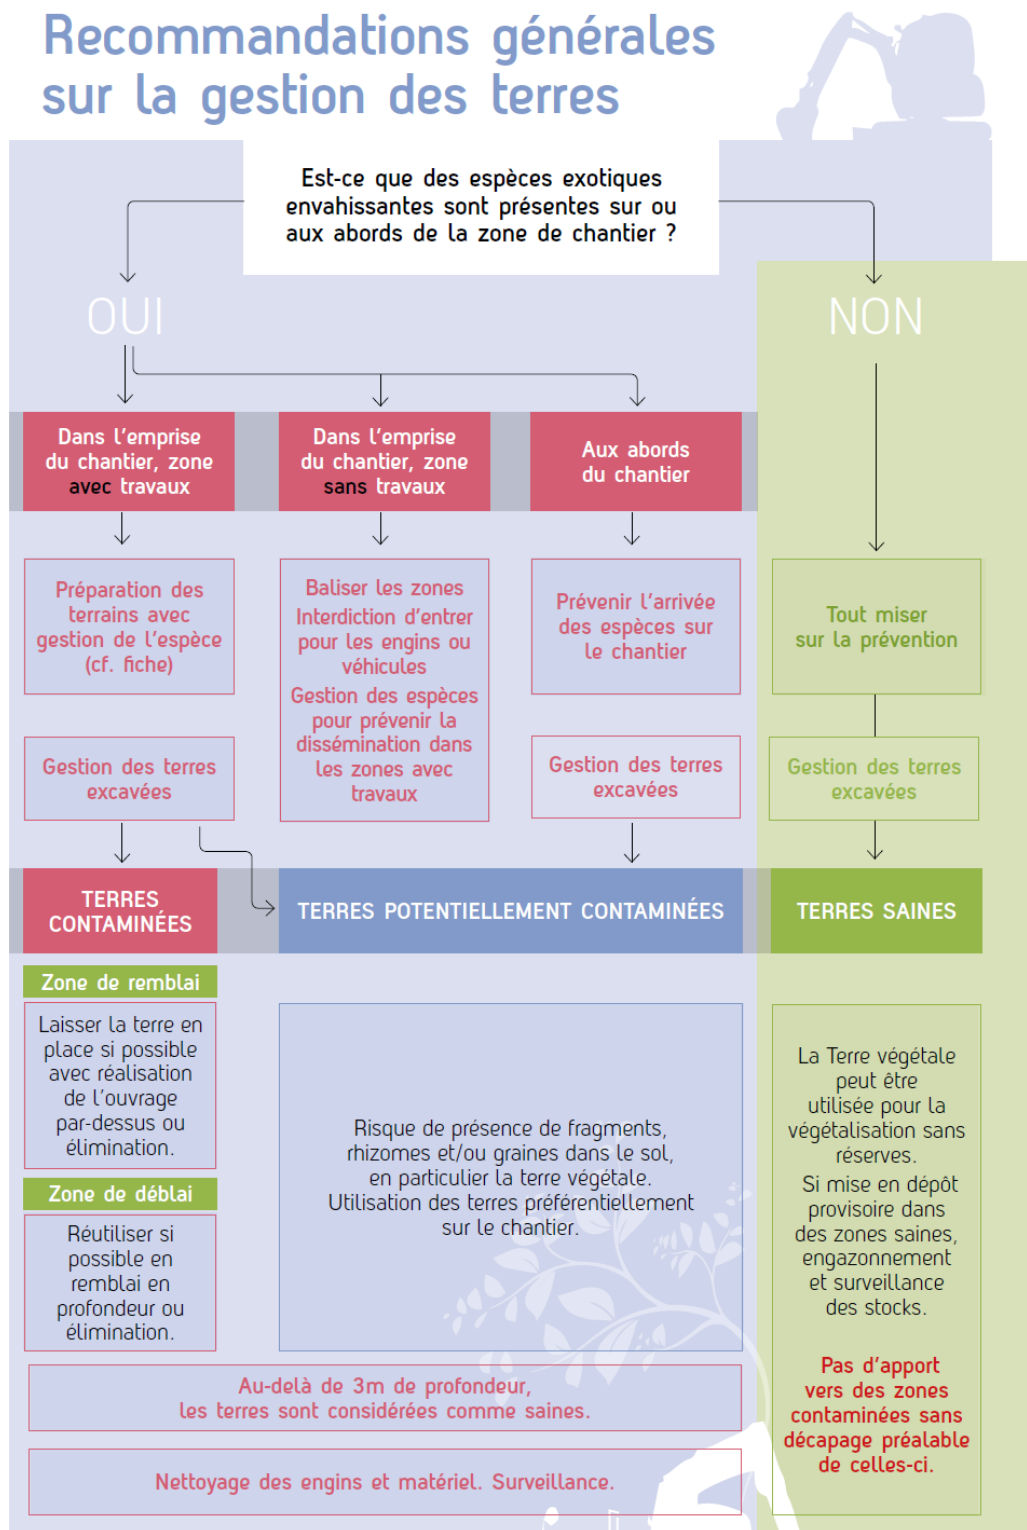 Recommandations générales
sur la gestion des terres
Est-ce que des espèces exotiques
envahissantes sont présentes sur ou
aux abords de la zone de chantier ?
OUI
NON
Dans l'emprise
du chantier, zone
avec travaux
Dans l'emprise
du chantier, zone
sans travaux
Aux abords
du chantier
Préparation des
terrains avec
gestion de l'espèce
(cf. fiche)
Baliser les zones
Interdiction d'entrer
pour les engins ou
véhicules
Gestion des espèces
pour prévenir la
dissémination dans
les zones avec
travaux
Prévenir l'arrivée
des espèces sur
le chantier
Tout miser
sur la prévention
Gestion des terres
excavées
Gestion des terres
excavées
Gestion des terres
excavées
TERRES
CONTAMINÉES
TERRES POTENTIELLEMENT CONTAMINÉES
TERRES SAINES
Zone de remblai
Laisser la terre en
place si possible
avec réalisation
de l'ouvrage
par-dessus ou
élimination.
Zone de déblai
Réutiliser si
possible en
remblai en
profondeur ou
élimination.
Risque de présence de fragments,
rhizomes et/ou graines dans le sol,
en particulier la terre végétale.
Utilisation des terres préférentiellement
sur le chantier.
La Terre végétale
peut être
utilisée pour la
végétalisation sans
réserves.
Si mise en dépôt
provisoire dans
des zones saines,
engazonnement
et surveillance
des stocks.
Pas d'apport
vers des zones
contaminées sans
décapage préalable
de celles-ci.
Au-delà de 3m de profondeur,
les terres sont considérées comme saines.
Nettoyage des engins et matériel. Surveillance.